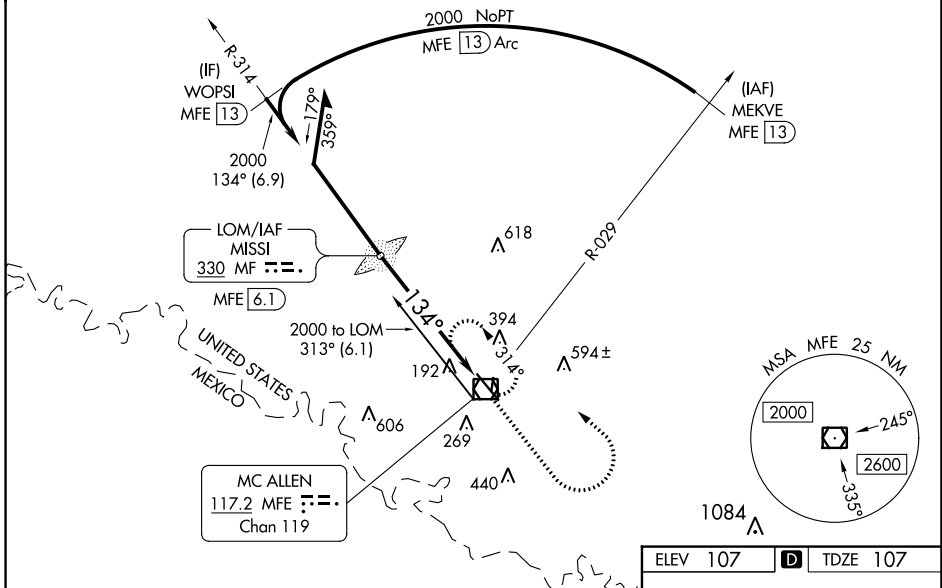 2000 NoPT
MFE 13 Arc
R-314
(IF)
WOPSI
MFE 13
179°
359°
(IAF)
MEKVE
MFE 13
2000
134° (6.9)
R-029
LOM/IAF
MISSI
330 MF
MFE 6.1
618
134°
2000 to LOM
313° (6.1)
394
314°
594±
192
UNITED STATES
MEXICO
606
269
440
MC ALLEN
117.2 MFE
Chan 119
MSA MFE 25 NM
2000
245°
2600
335°
1084
ELEV 107 D TDZE 107